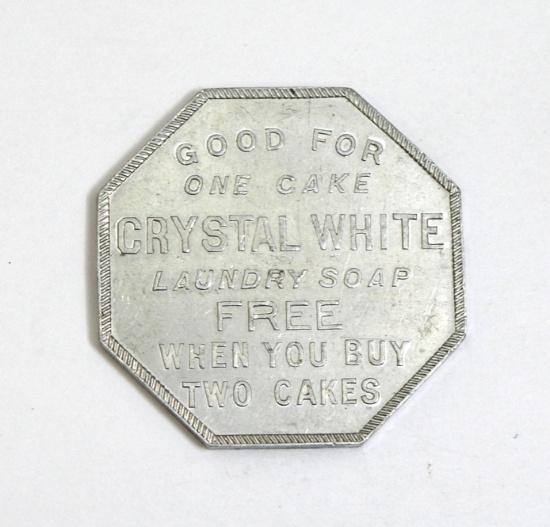 GOOD FOR
ONE CAKE
CRYSTAL WHITE
LAUNDRY SOAP
FREE
WHEN YOU BUY
TWO CAKES